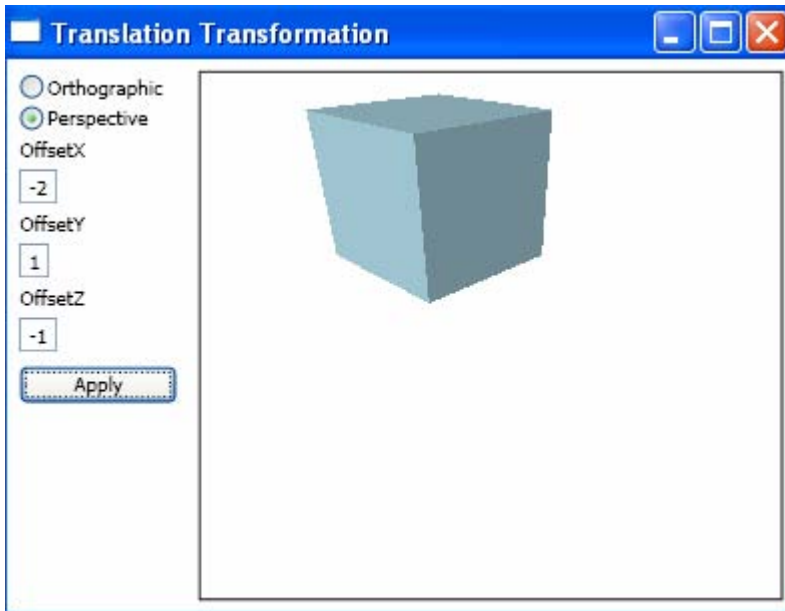 Translation Transformation
Orthographic
Perspective
OffsetX
-2
OffsetY
1
OffsetZ
-1
Apply